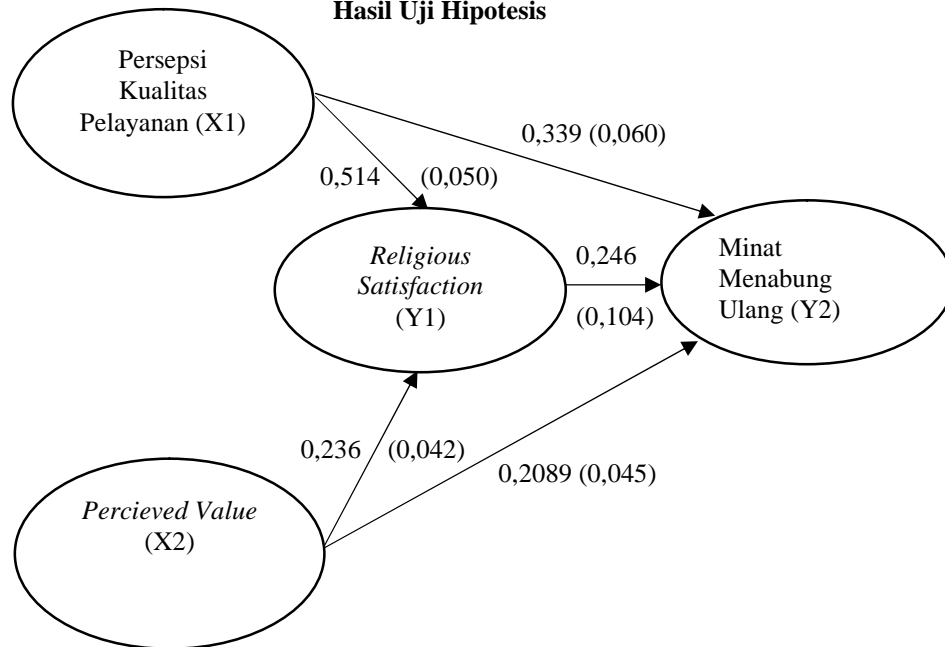 Hasil Uji Hipotesis
Persepsi
Kualitas
Pelayanan (X1)
0,339 (0,060)
0,514 (0,050)
Religious
Satisfaction
(Y1)
0,246
(0,104)
Minat
Menabung
Ulang (Y2)
0,236 (0,042)
0,2089 (0,045)
Percieved Value
(X2)